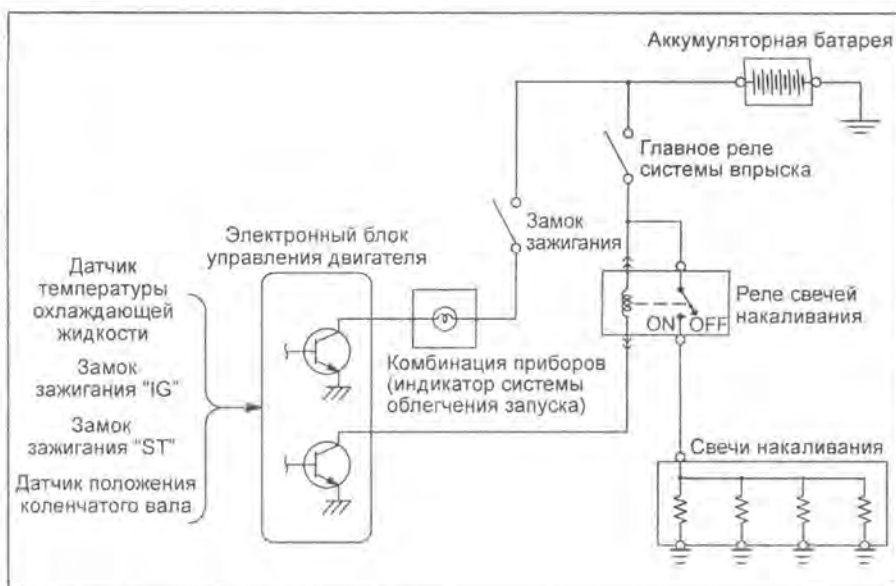 Аккумуляторная батарея
Главное реле
системы впрыска
Замок
зажигания
Электронный блок
управления двигателя
Датчик
температуры
охлаждающей
жидкости
Замок
зажигания "IG"
Замок
зажигания "ST"
Датчик положения
коленчатого вала
Комбинация приборов
(индикатор системы
облегчения запуска)
Реле свечей
накаливания
ON OFF
Свечи накаливания